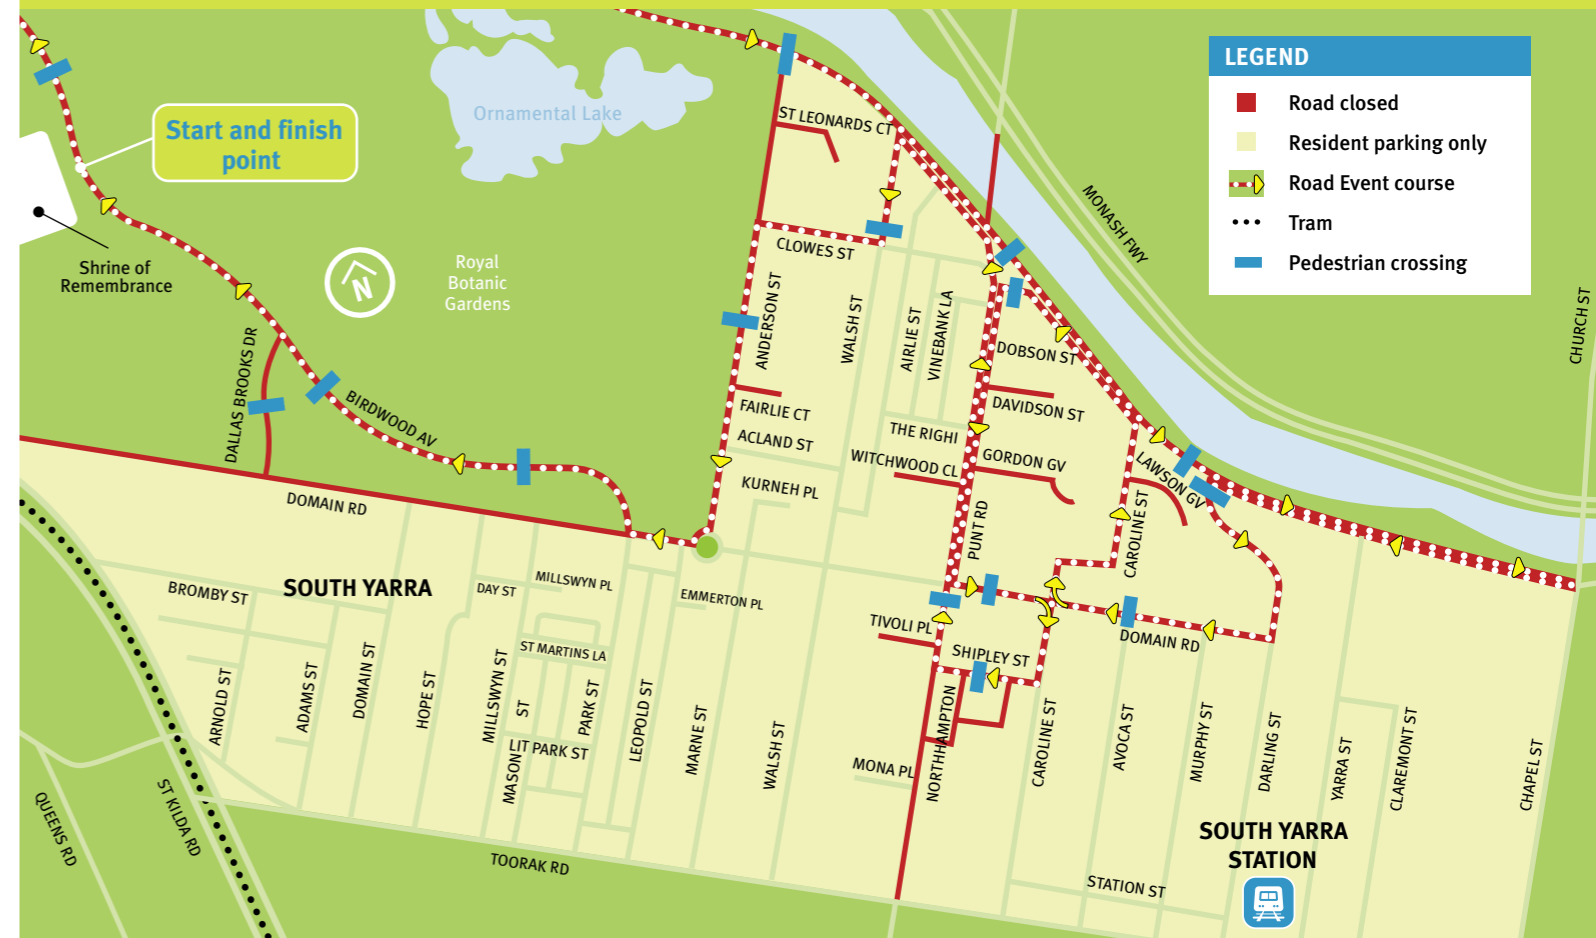 LEGEND
Road closed
Resident parking only
Road Event course
Tram
Pedestrian crossing
Start and finish
point
Ornamental Lake
ST LEONARDS CT
MONASH FWY
CHURCH ST
Shrine of
Remembrance
N
Royal
Botanic
Gardens
CLOWES ST
ANDERSON ST
WALSH ST
AIRLIE ST
VINEBANK LA
DOBSON ST
DALLAS BROOKS DR
BIRDWOOD AV
FAIRLIE CT
ACLAND ST
KURNEH PL
THE RIGHI
WITCHWOOD CL
DAVIDSON ST
GORDON GV
LAWSON GV
PUNT RD
CAROLINE ST
DOMAIN RD
SOUTH YARRA
BROMBY ST
DAY ST
MILLSWYN PL
EMMERTON PL
ST MARTINS LA
TIVOLI PL
SHIPLEY ST
DOMAIN RD
ARNOLD ST
ADAMS ST
DOMAIN ST
HOPE ST
MILLSWYN ST
MASON ST
PARK ST
LIT PARK ST
LEOPOLD ST
MARNE ST
WALSH ST
MONA PL
NORTHHAMPTON
CAROLINE ST
AVOCA ST
MURPHY ST
DARLING ST
YARRA ST
CLAREMONT ST
CHAPEL ST
QUEENS RD
ST KILDA RD
TOORAK RD
SOUTH YARRA
STATION
STATION ST